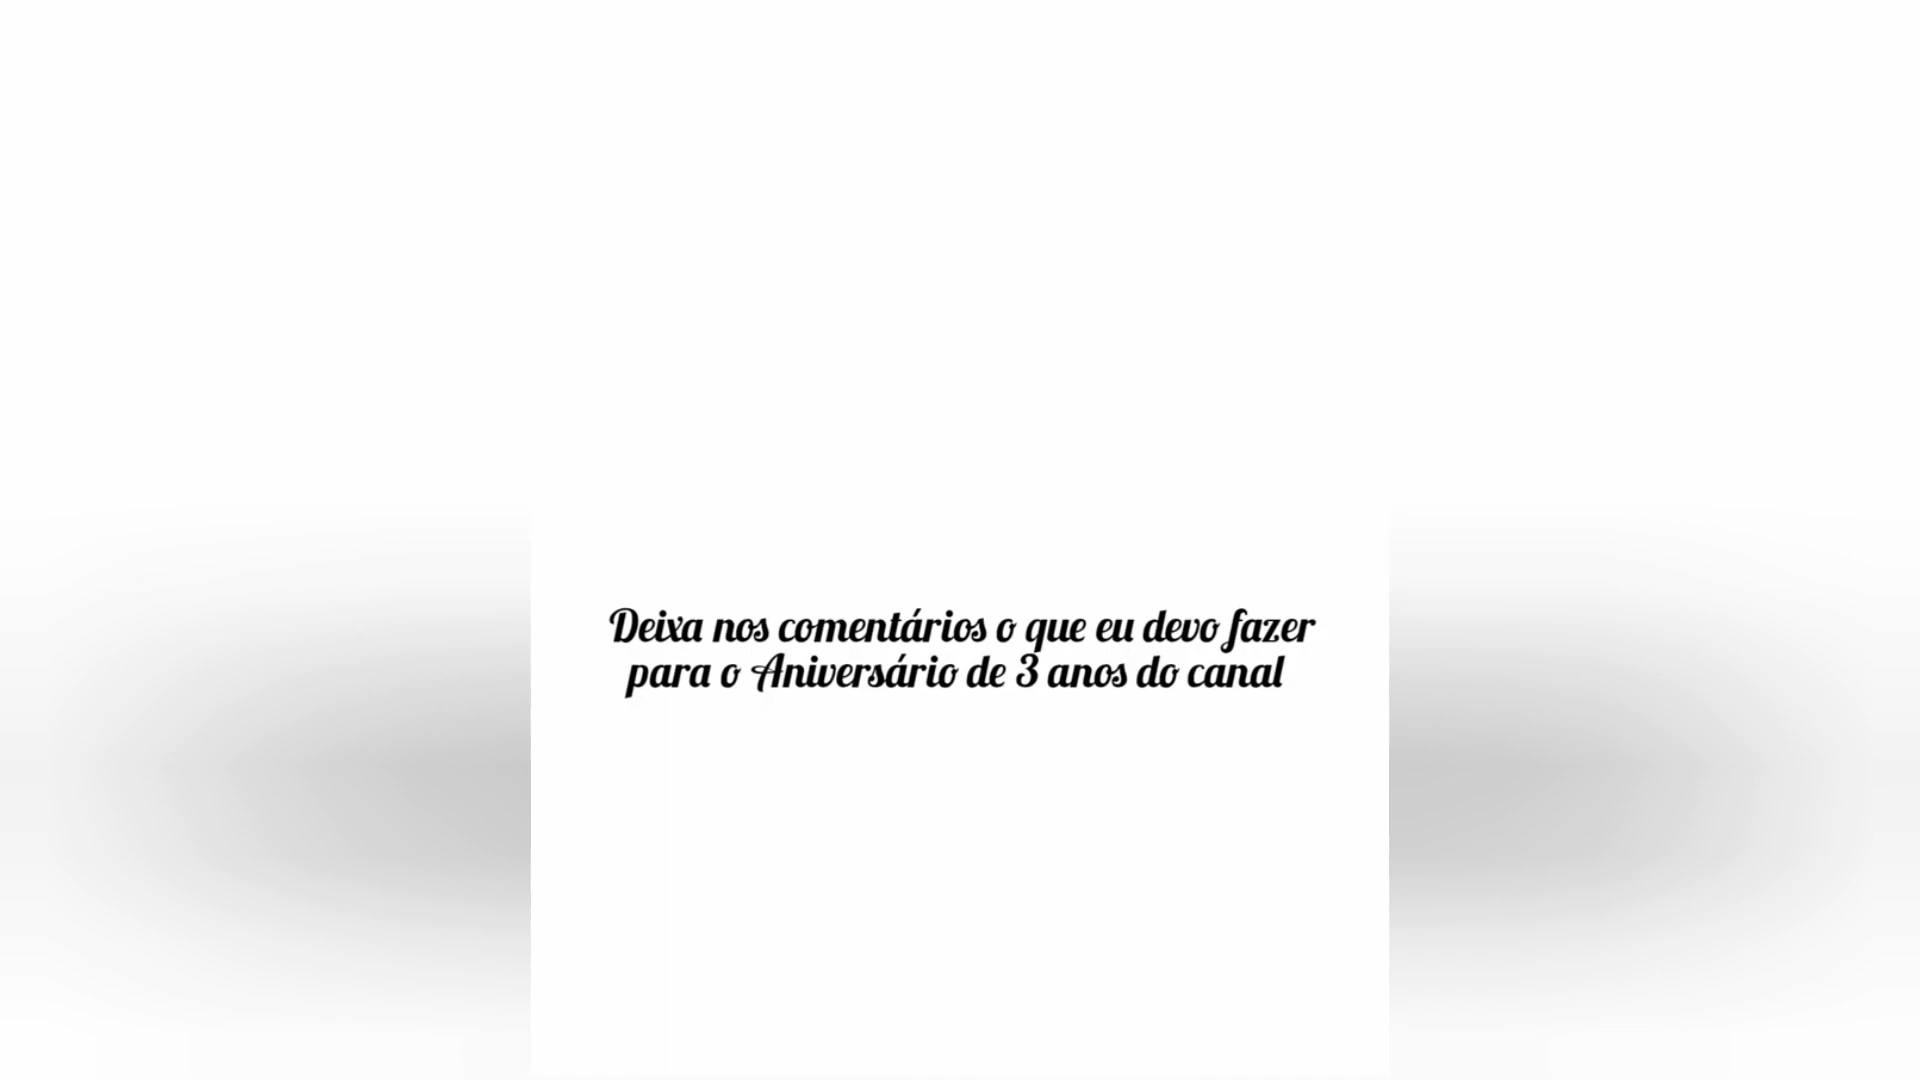 Deixa nos comentários o que eu devo fazer
para o Aniversário de 3 anos do canal